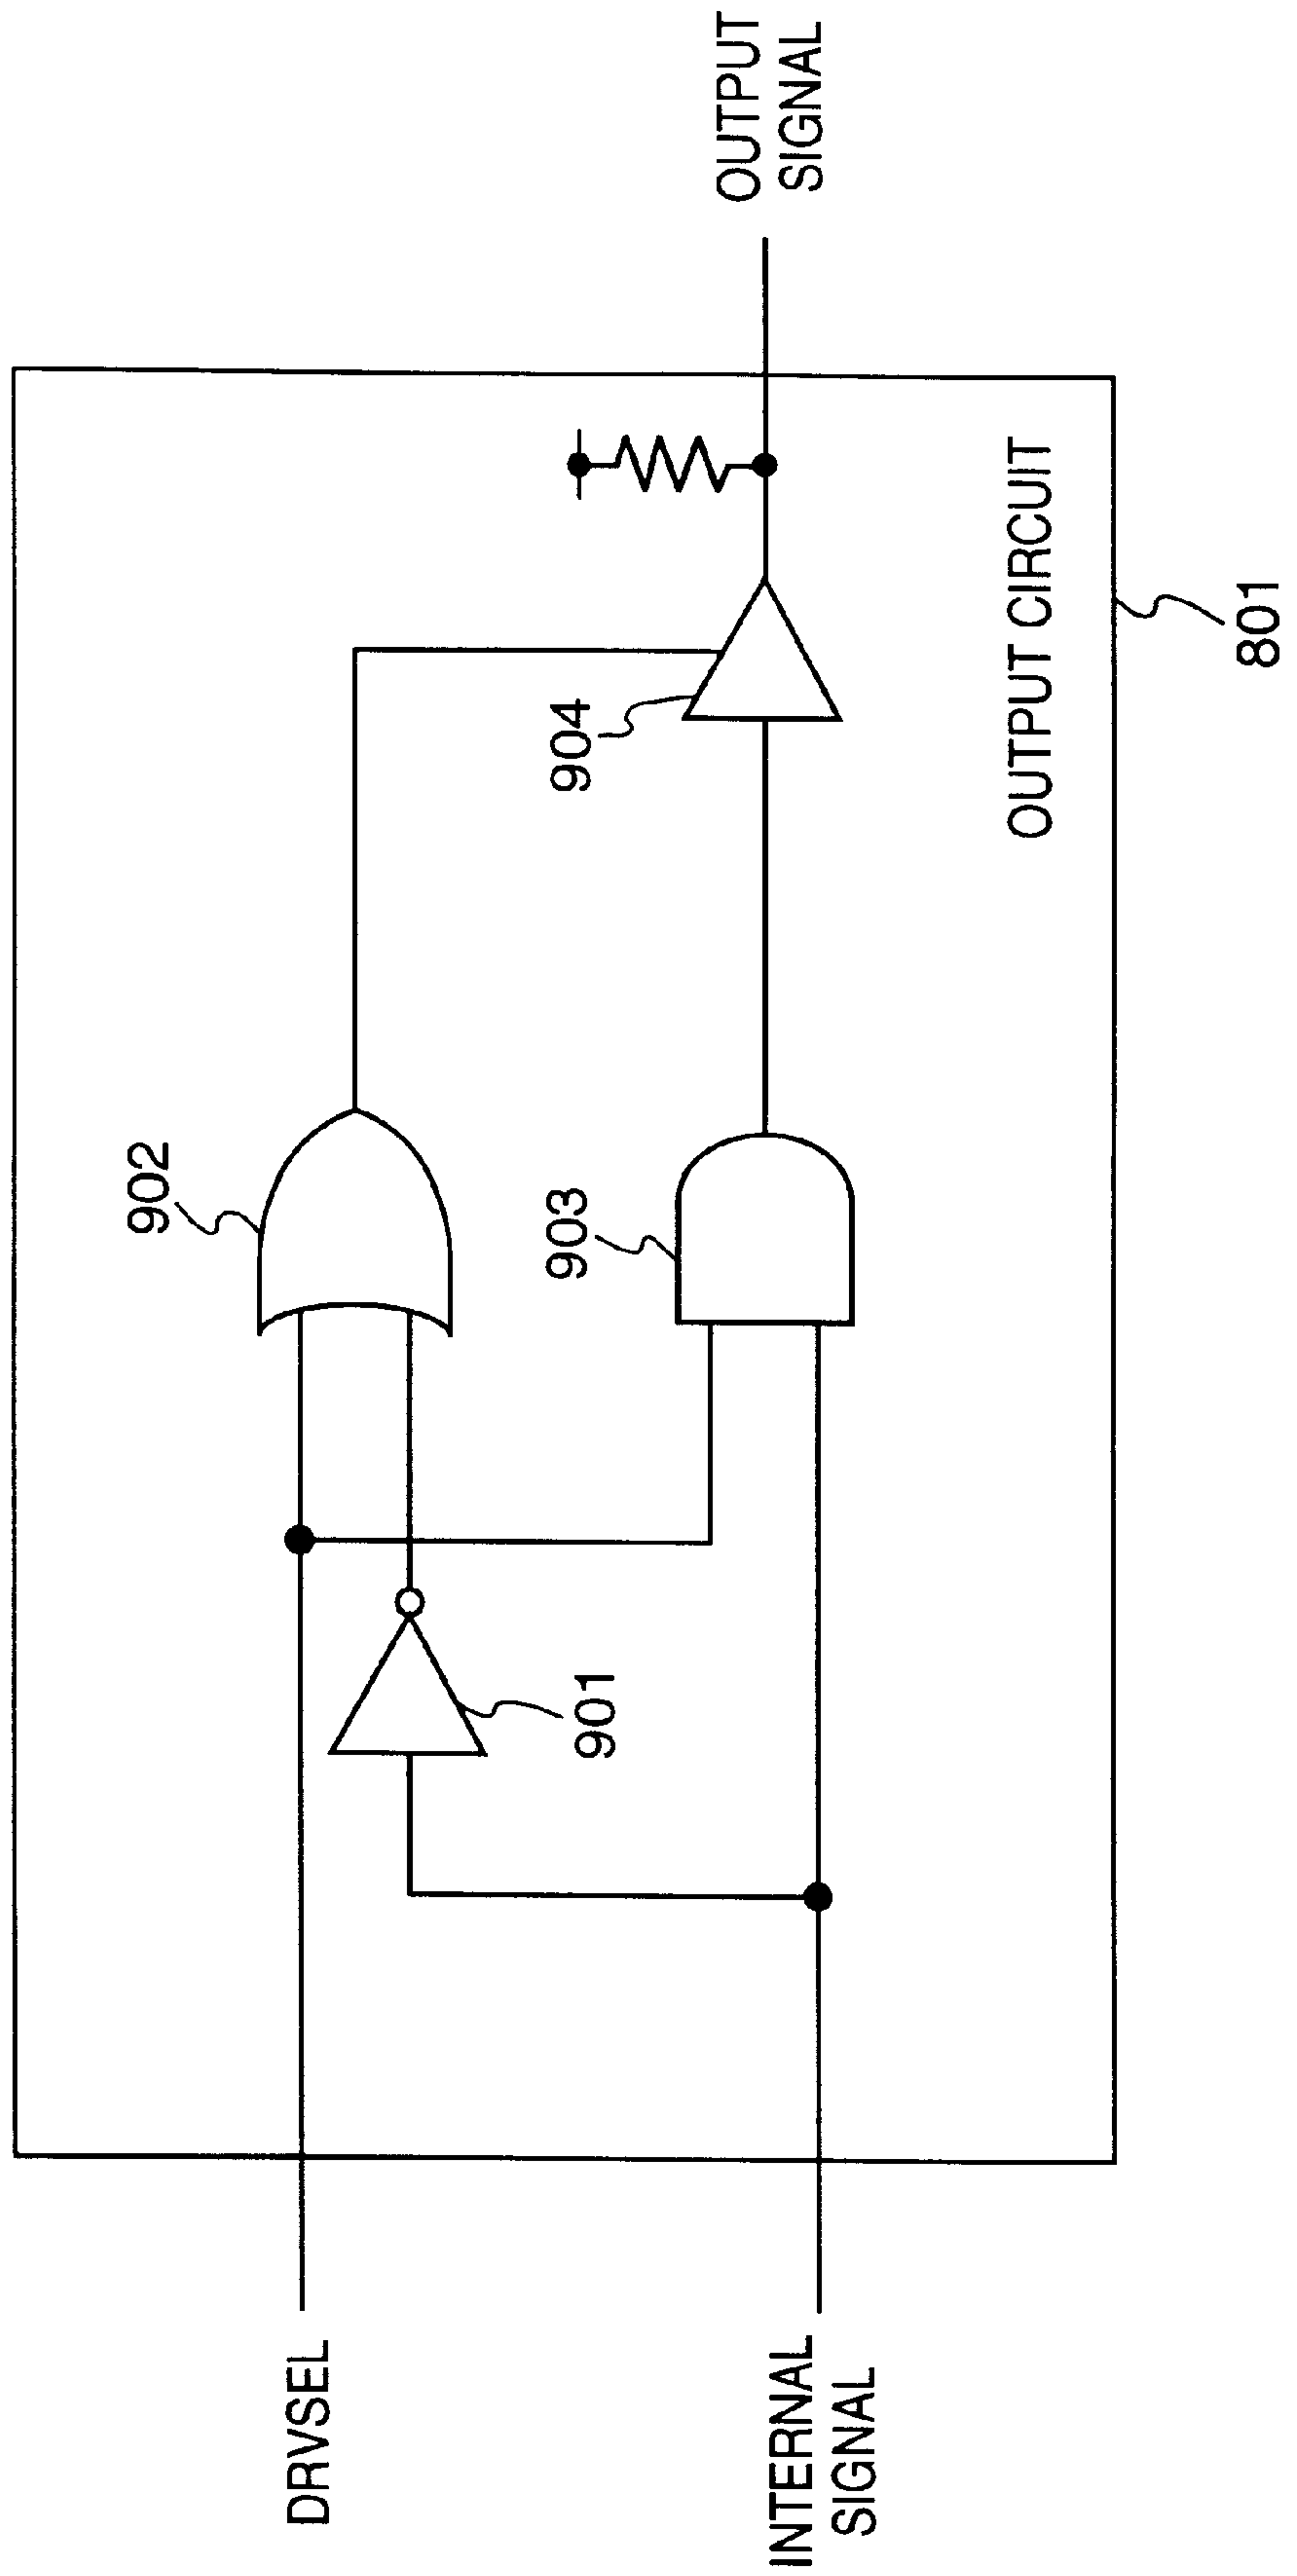 DRVSEL
INTERNAL
SIGNAL
901
902
903
904
OUTPUT CIRCUIT
801
OUTPUT
SIGNAL